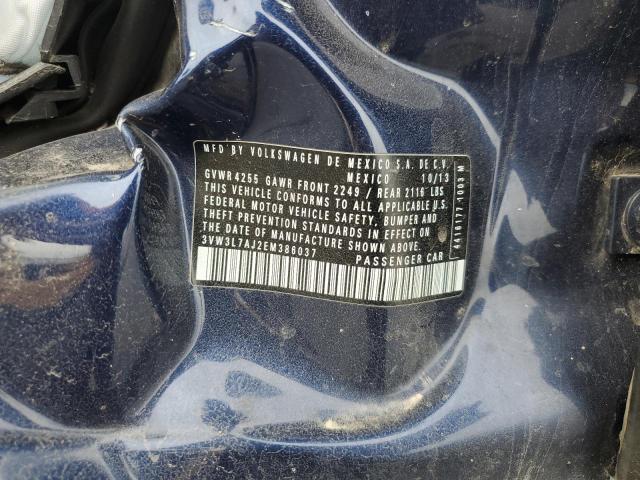 MFD BY VOLKSWAGEN DE MEXICO S.A. DE C.V.
MEXICO 10/13
GVWR 4255 GAWR FRONT 2249 / REAR 2116 LBS
THIS VEHICLE CONFORMS TO ALL APPLICABLE U.S.
FEDERAL MOTOR VEHICLE SAFETY, BUMPER AND
THEFT PREVENTION STANDARDS IN EFFECT ON
THE DATE OF MANUFACTURE SHOWN ABOVE.
3VW3L7AJ2EM386037 PASSENGER CAR